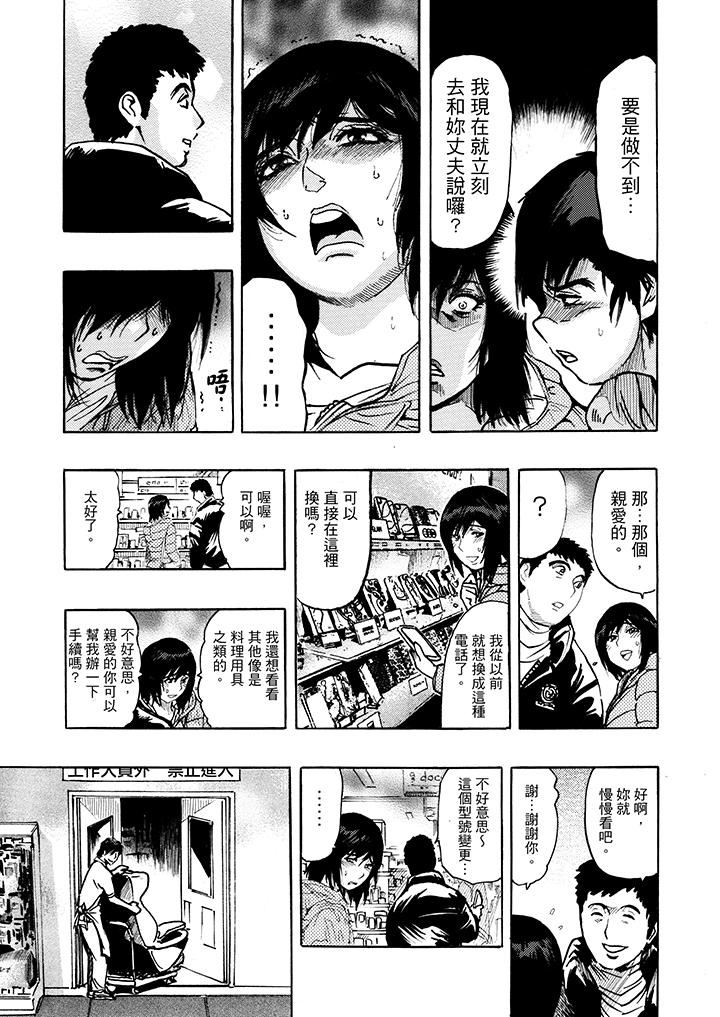 要是做不到…
我現在就立刻
去和妳丈夫說囉？
……!!
唔…
那…那個，
親愛的。
？
可以
直接在這裡
換嗎？
我從以前
就想換成這種
電話了。
喔喔，
可以啊。
太好了。
我還想看看
其他像是
料理用具
之類的。
不好意思，
親愛的你可以
幫我辦一下
手續嗎？
好啊，
妳就
慢慢看吧。
謝…謝謝你。
不好意思～
這個型號變更…
……
doc
工作人員外 禁止進入